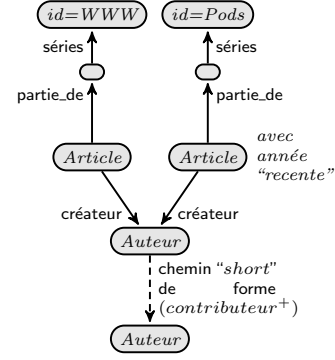 id=WWW id=Pods
séries séries
partie_de partie_de
Article Article
avec
année
“recente”
créateur créateur
Auteur
chemin “short”
de forme
(contributeur⁺)
Auteur